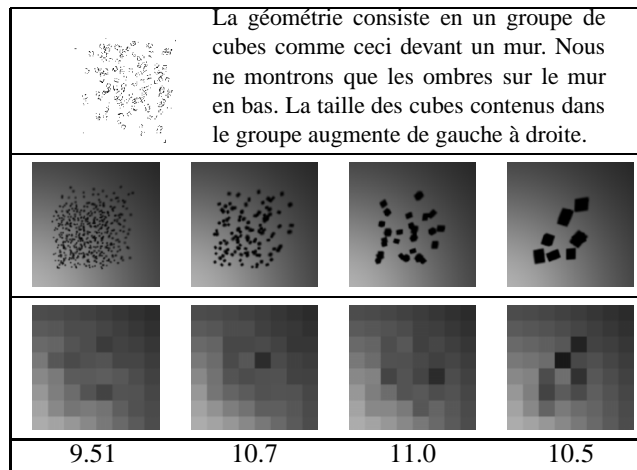 La géométrie consiste en un groupe de
cubes comme ceci devant un mur. Nous
ne montrons que les ombres sur le mur
en bas. La taille des cubes contenus dans
le groupe augmente de gauche à droite.
9.51 10.7 11.0 10.5